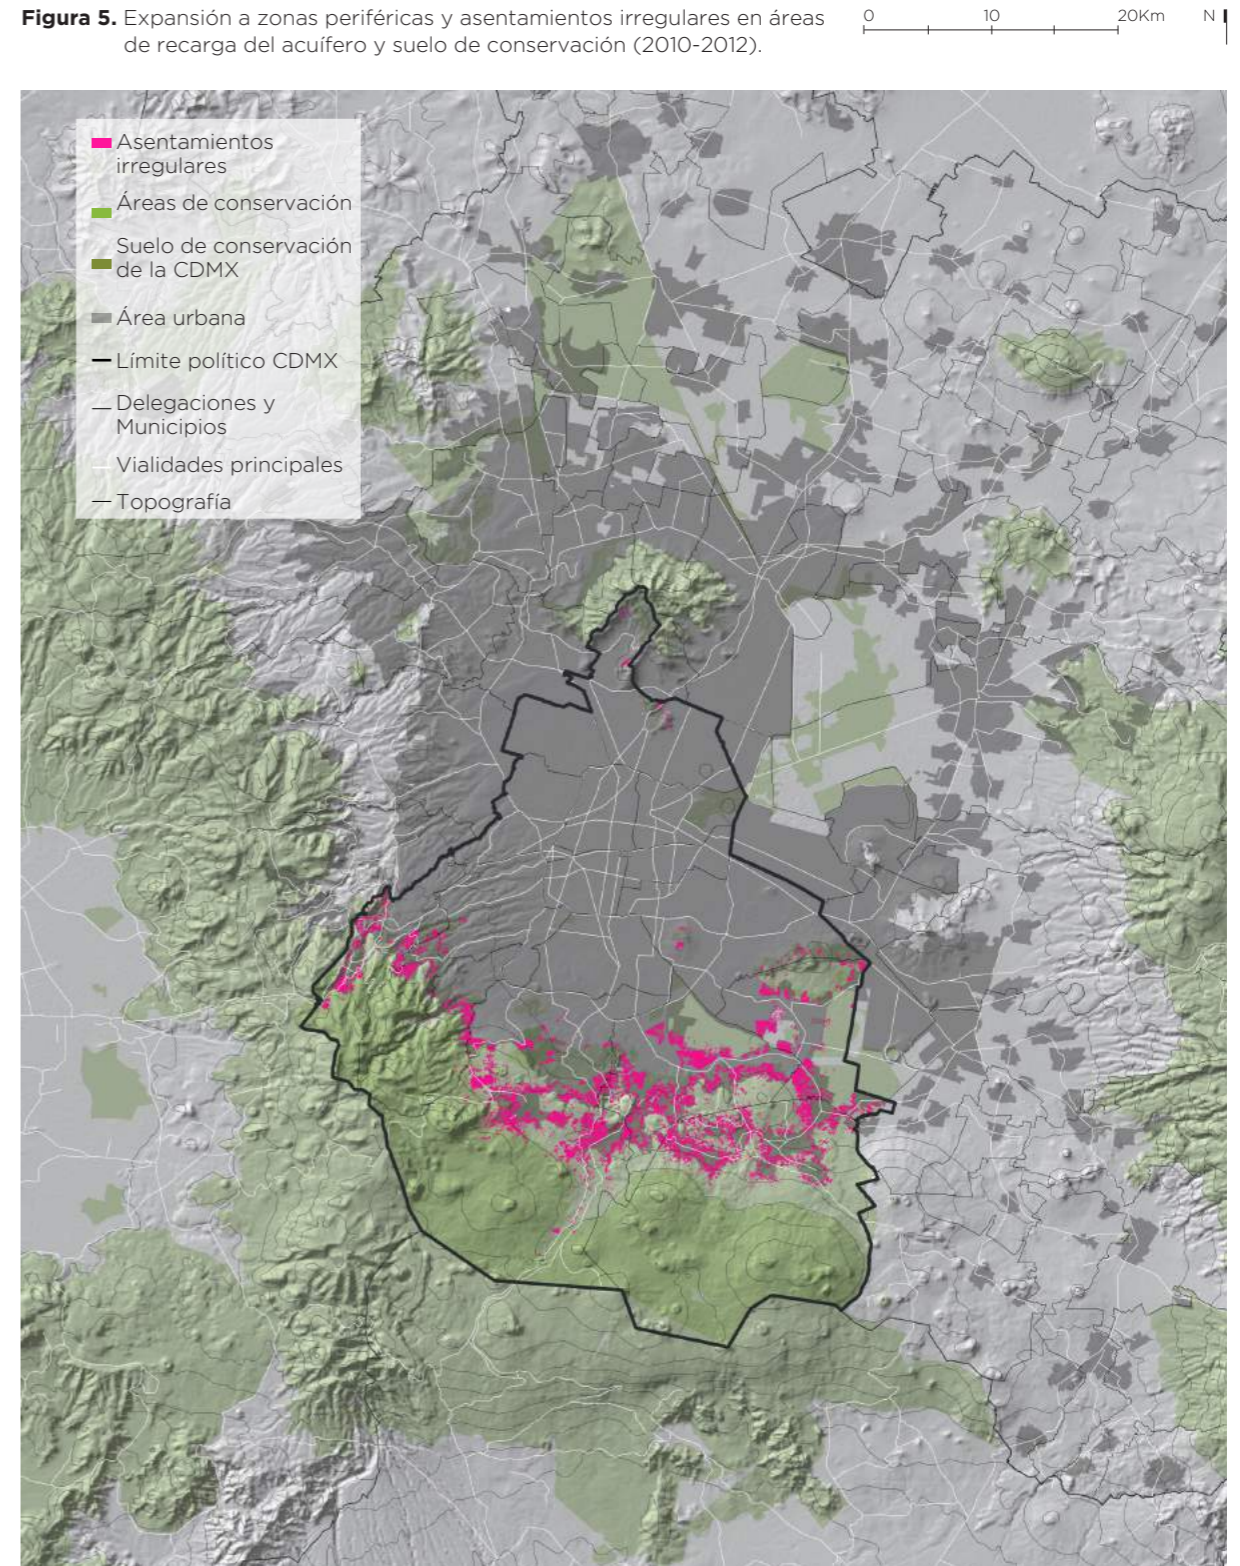 Figura 5. Expansión a zonas periféricas y asentamientos irregulares en áreas
de recarga del acuífero y suelo de conservación (2010-2012).
0 10 20Km N
Asentamientos
irregulares
Áreas de conservación
Suelo de conservación
de la CDMX
Área urbana
Límite político CDMX
Delegaciones y
Municipios
Vialidades principales
Topografía